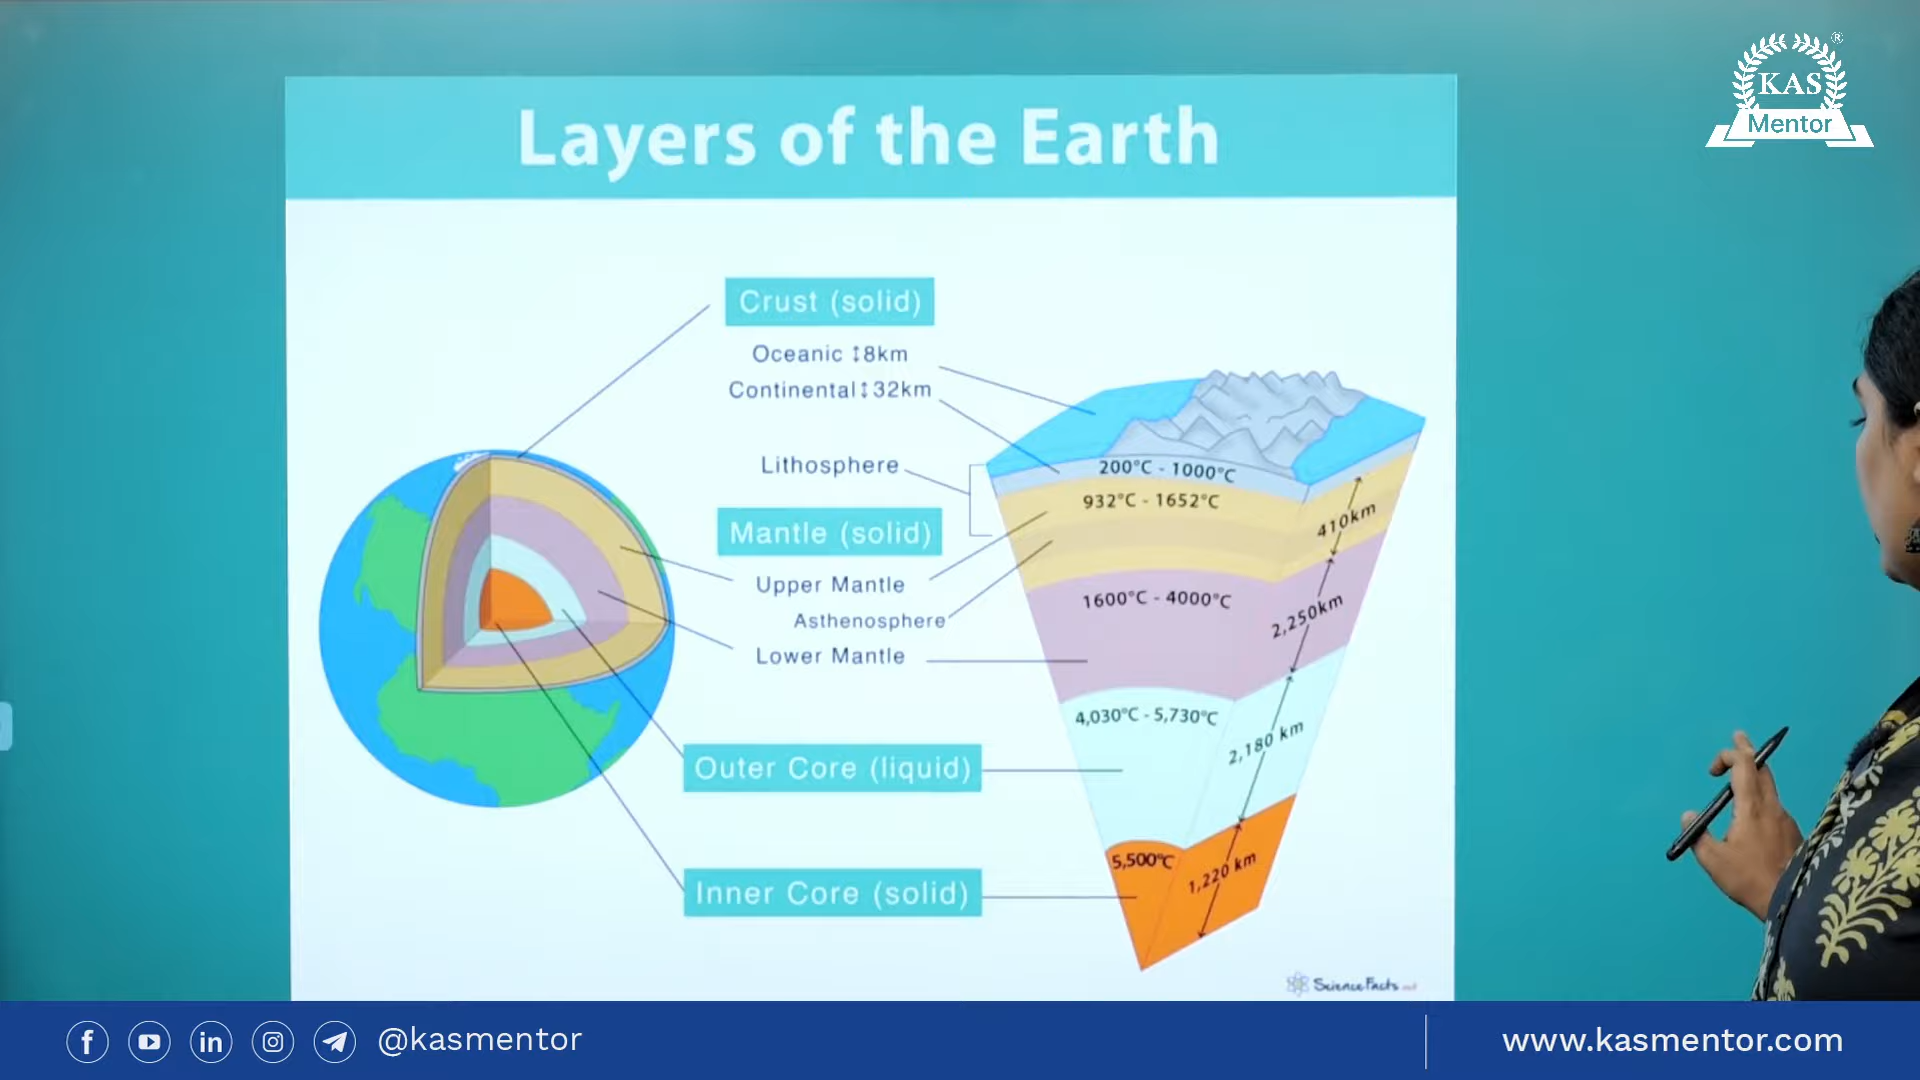 KAS
®
Mentor
Layers of the Earth
Crust (solid)
Oceanic ↕8km
Continental↕32km
Lithosphere
Mantle (solid)
Upper Mantle
Asthenosphere
Lower Mantle
Outer Core (liquid)
Inner Core (solid)
200°C - 1000°C
932°C - 1652°C
410km
1600°C - 4000°C
2,250km
4,030°C - 5,730°C
2,180 km
5,500°C
1,220 km
ScienceFacts.net
@kasmentor
www.kasmentor.com